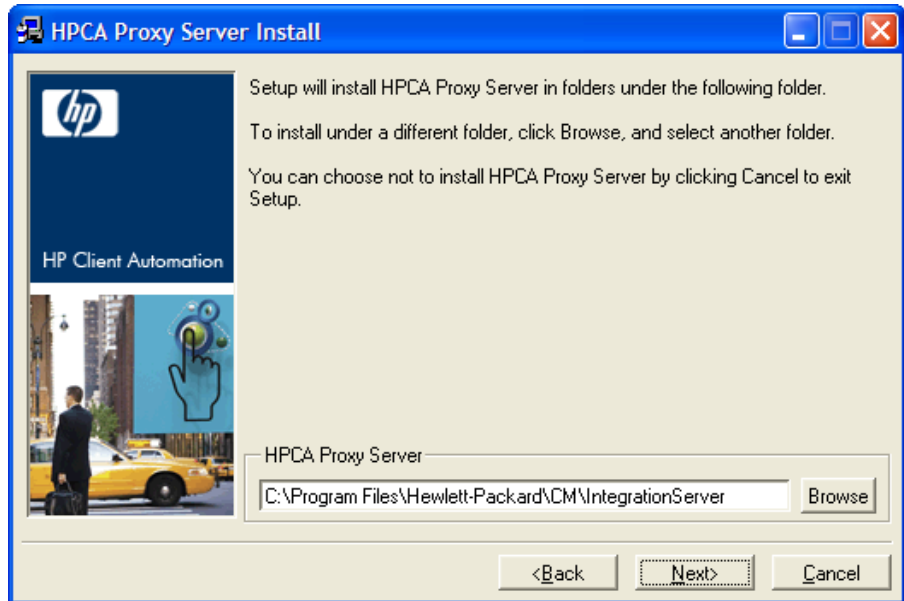 HPCA Proxy Server Install
hp
HP Client Automation
Setup will install HPCA Proxy Server in folders under the following folder.
To install under a different folder, click Browse, and select another folder.
You can choose not to install HPCA Proxy Server by clicking Cancel to exit
Setup.
HPCA Proxy Server
C:\Program Files\Hewlett-Packard\CM\IntegrationServer
Browse
<Back
Next>
Cancel